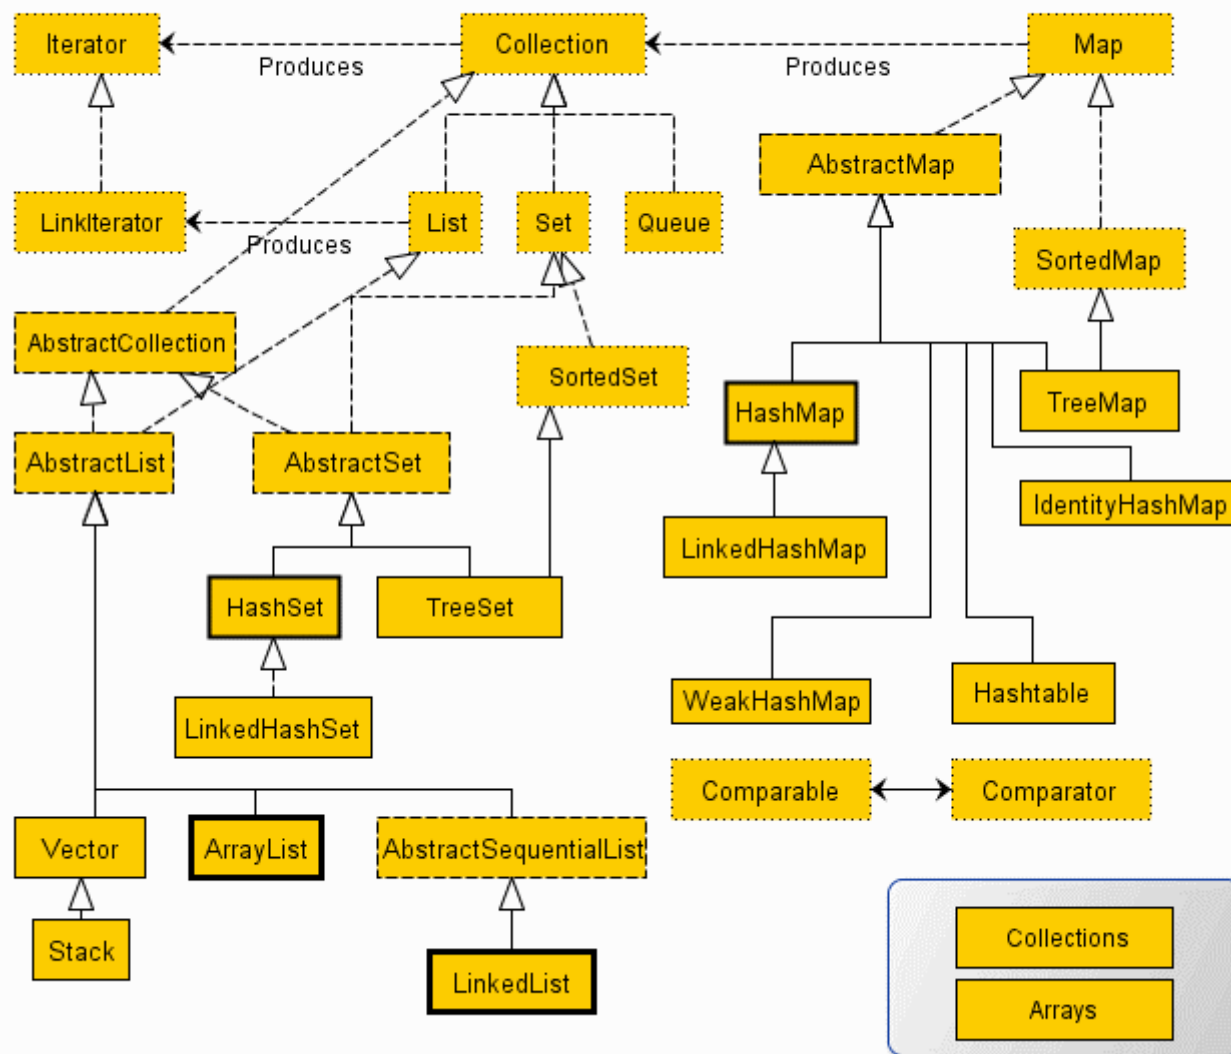 Iterator
Collection
Map
Produces
Produces
AbstractMap
LinkIterator
List
Set
Queue
Produces
SortedMap
AbstractCollection
SortedSet
HashMap
TreeMap
AbstractList
AbstractSet
IdentityHashMap
LinkedHashMap
HashSet
TreeSet
WeakHashMap
Hashtable
LinkedHashSet
Comparable
Comparator
Vector
ArrayList
AbstractSequentialList
Stack
LinkedList
Collections
Arrays